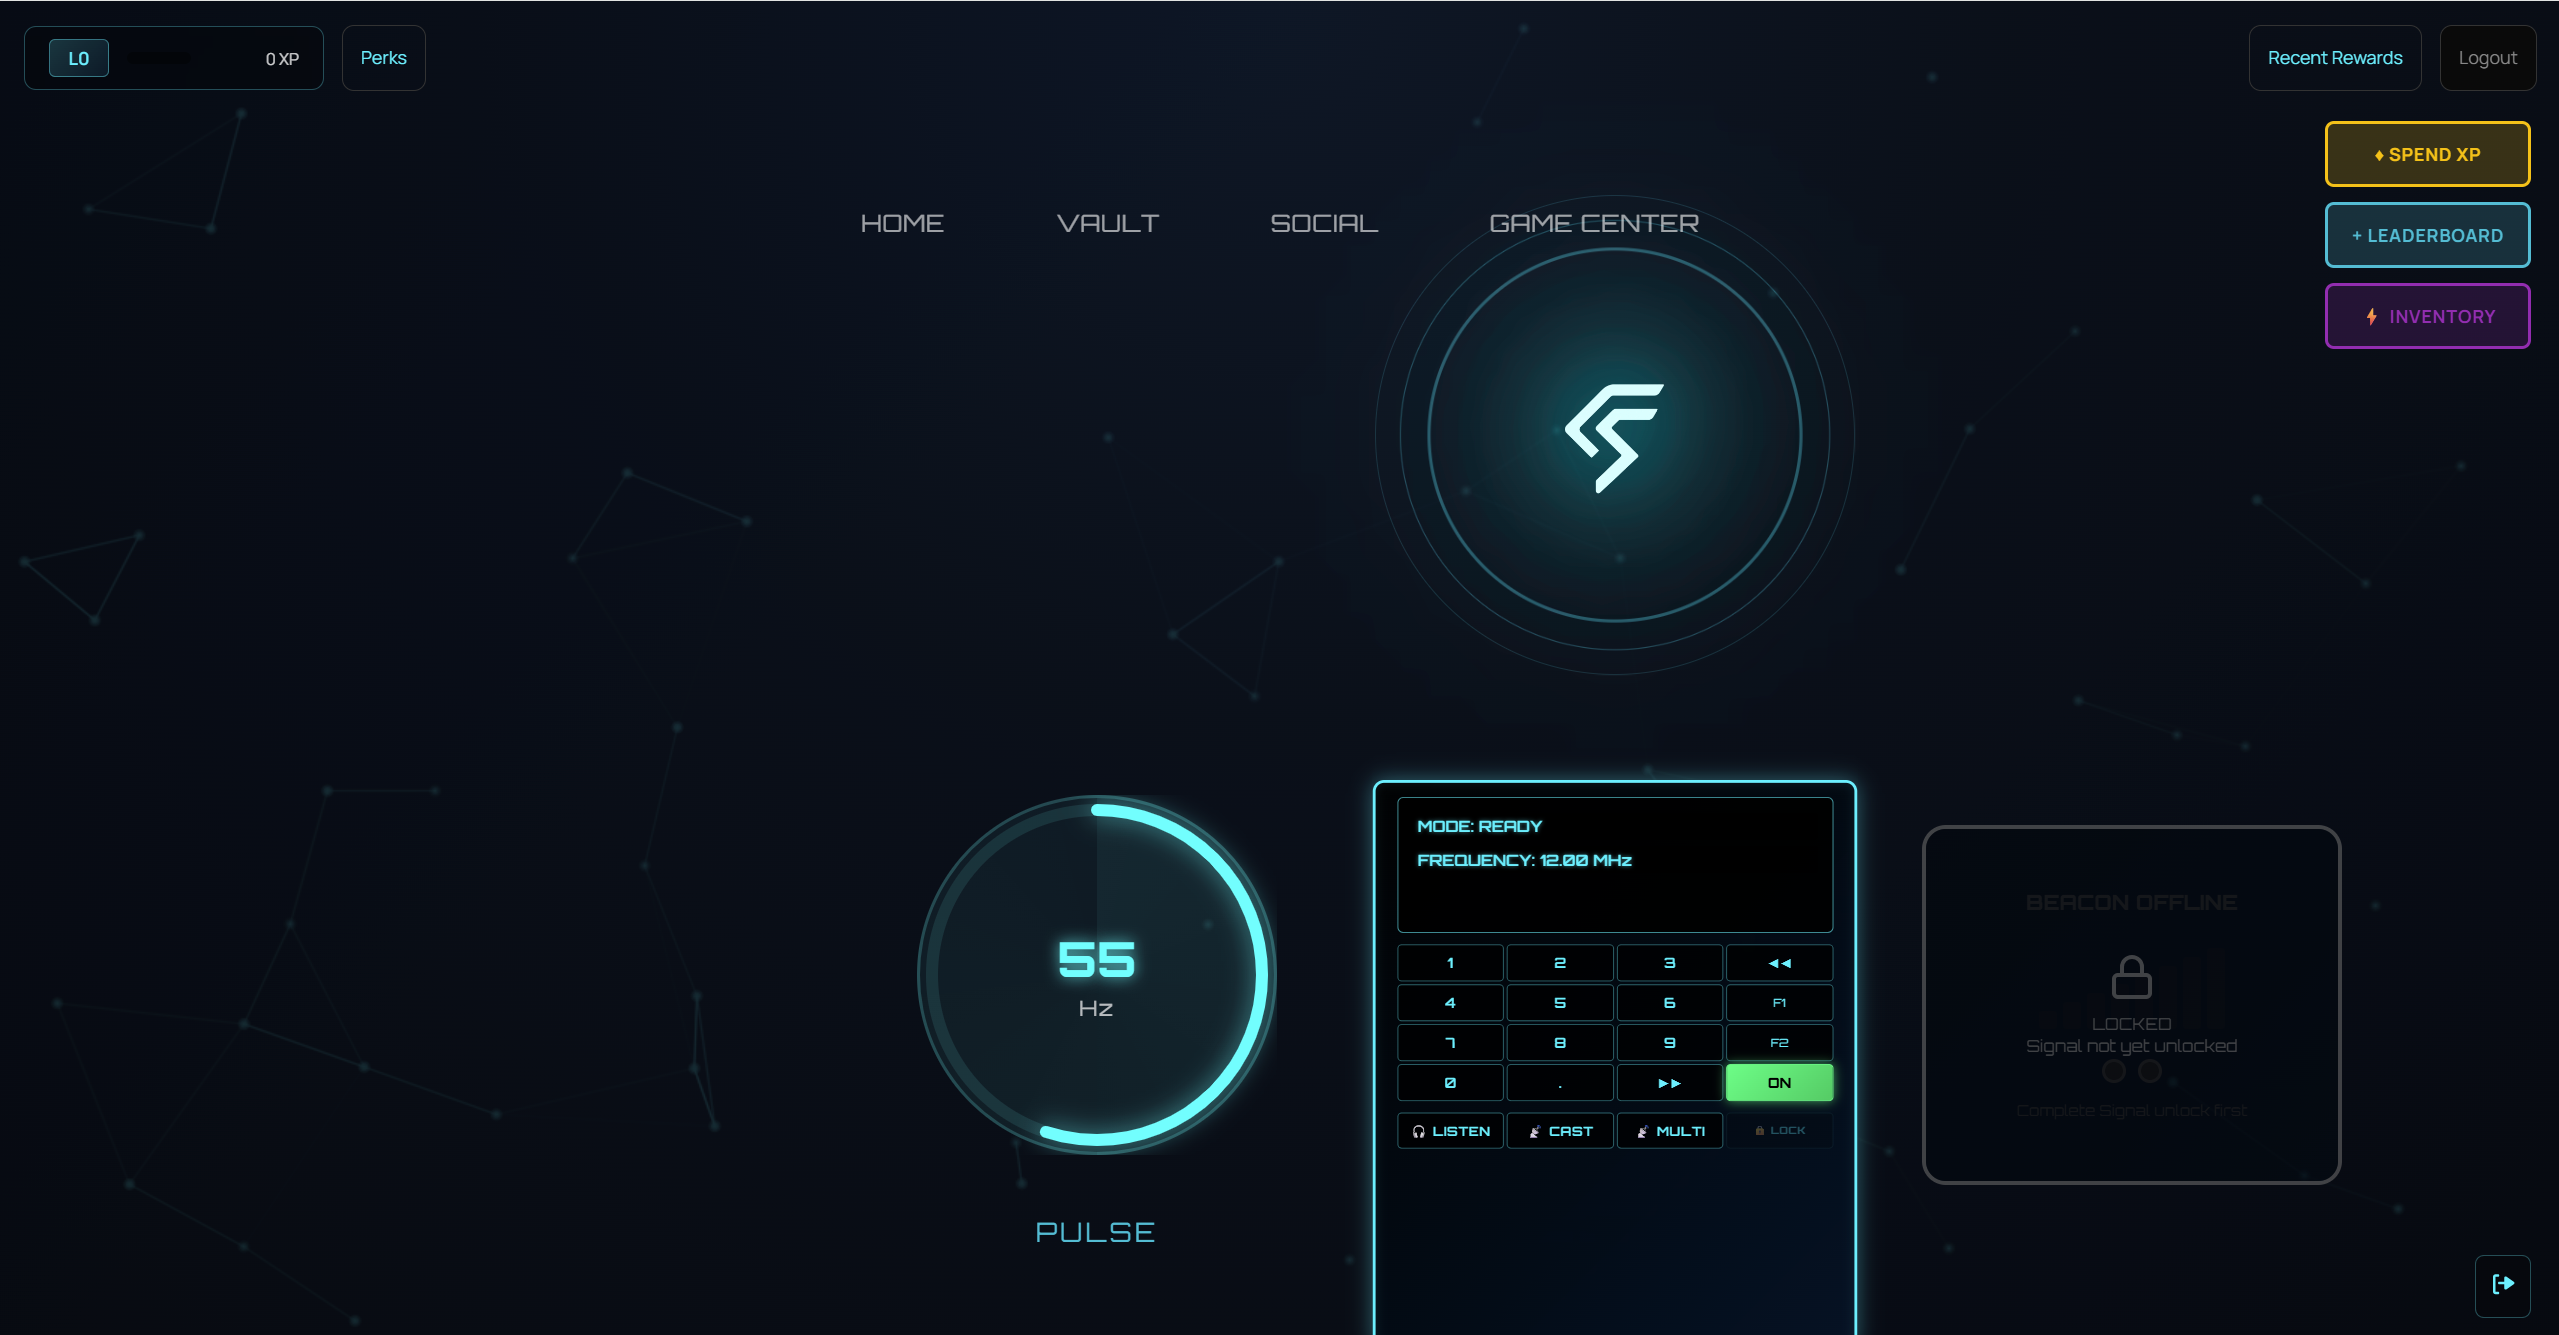 L0
0 XP
Perks
Recent Rewards
Logout
♦ SPEND XP
+ LEADERBOARD
INVENTORY
HOME
VAULT
SOCIAL
GAME CENTER
55
Hz
PULSE
MODE: READY
FREQUENCY: 12.00 MHz
1 2 3 ◄◄
4 5 6 F1
7 8 9 F2
0 . ►► ON
LISTEN CAST MULTI LOCK
BEACON OFFLINE
LOCKED
Signal not yet unlocked
Complete Signal unlock first